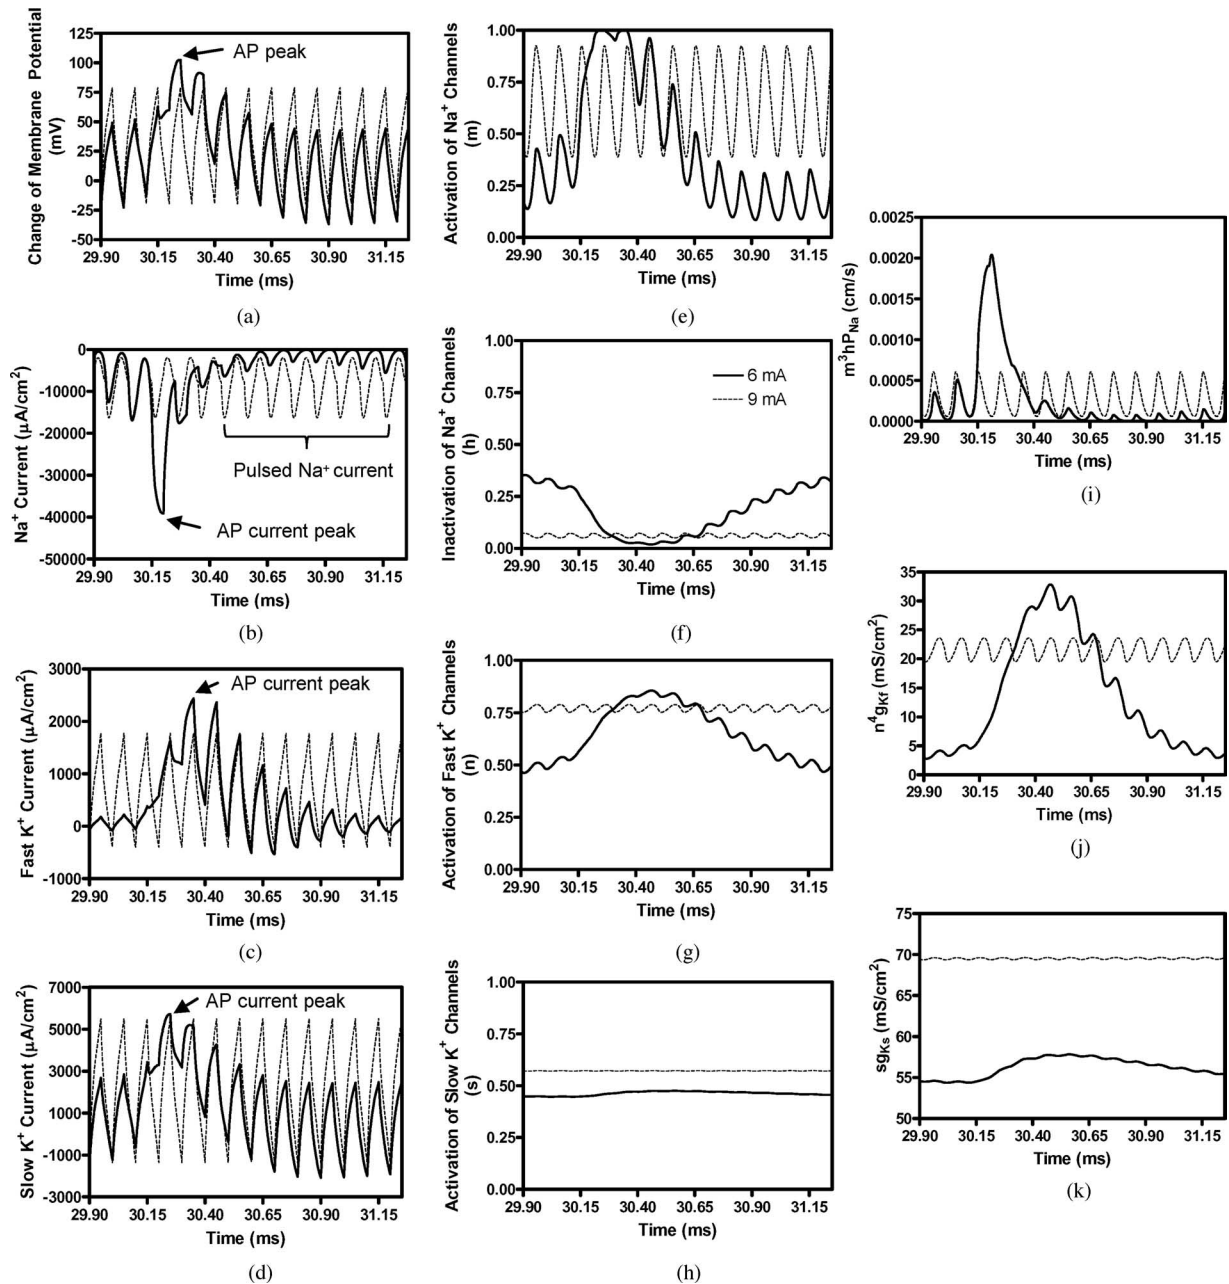 Change of Membrane Potential
(mV)
125
100
75
50
25
0
-25
-50
AP peak
29.90 30.15 30.40 30.65 30.90 31.15
Time (ms)
(a)
Na+ Current (μA/cm²)
0
-10000
-20000
-30000
-40000
-50000
Pulsed Na+ current
AP current peak
29.90 30.15 30.40 30.65 30.90 31.15
Time (ms)
(b)
Fast K+ Current (μA/cm²)
3000
2000
1000
0
-1000
AP current peak
29.90 30.15 30.40 30.65 30.90 31.15
Time (ms)
(c)
Slow K+ Current (μA/cm²)
7000
5000
3000
1000
-1000
-3000
AP current peak
29.90 30.15 30.40 30.65 30.90 31.15
Time (ms)
(d)
Activation of Na+ Channels
(m)
1.00
0.75
0.50
0.25
0.00
29.90 30.15 30.40 30.65 30.90 31.15
Time (ms)
(e)
Inactivation of Na+ Channels
(h)
1.00
0.75
0.50
0.25
0.00
6 mA
9 mA
29.90 30.15 30.40 30.65 30.90 31.15
Time (ms)
(f)
Activation of Fast K+ Channels
(n)
1.00
0.75
0.50
0.25
0.00
29.90 30.15 30.40 30.65 30.90 31.15
Time (ms)
(g)
Activation of Slow K+ Channels
(s)
1.00
0.75
0.50
0.25
0.00
29.90 30.15 30.40 30.65 30.90 31.15
Time (ms)
(h)
m³hPNa (cm/s)
0.0025
0.0020
0.0015
0.0010
0.0005
0.0000
29.90 30.15 30.40 30.65 30.90 31.15
Time (ms)
(i)
n⁴gKf (mS/cm²)
35
30
25
20
15
10
5
0
29.90 30.15 30.40 30.65 30.90 31.15
Time (ms)
(j)
sgKs (mS/cm²)
75
70
65
60
55
50
29.90 30.15 30.40 30.65 30.90 31.15
Time (ms)
(k)